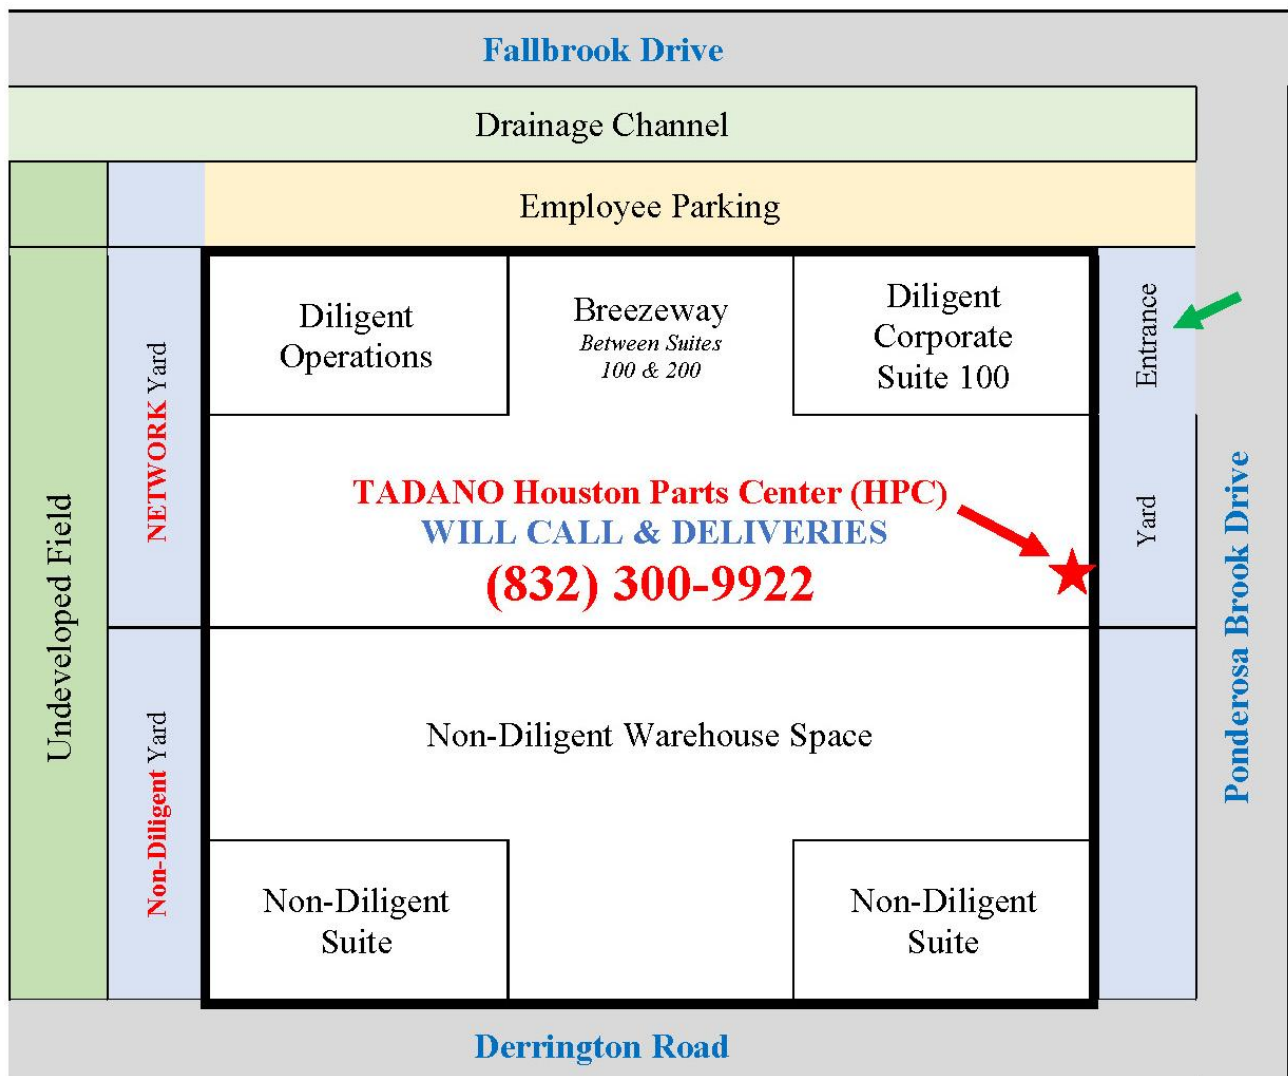 Fallbrook Drive
Drainage Channel
Employee Parking
Diligent
Operations
Breezeway
Between Suites
100 & 200
Diligent
Corporate
Suite 100
Entrance
NETWORK Yard
TADANO Houston Parts Center (HPC)
WILL CALL & DELIVERIES
(832) 300-9922
Yard
Undeveloped Field
Ponderosa Brook Drive
Non-Diligent Yard
Non-Diligent Warehouse Space
Non-Diligent
Suite
Non-Diligent
Suite
Derrington Road